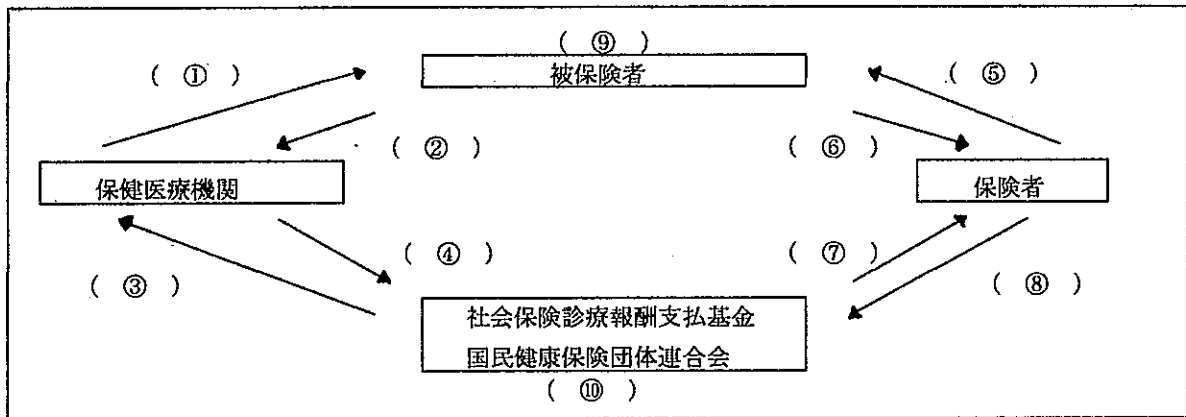 ( ⑨ )
( ① )
被保険者
( ⑤ )
( ② )
( ⑥ )
保健医療機関
保険者
( ④ )
( ⑦ )
( ③ )
( ⑧ )
社会保険診療報酬支払基金
国民健康保険団体連合会
( ⑩ )